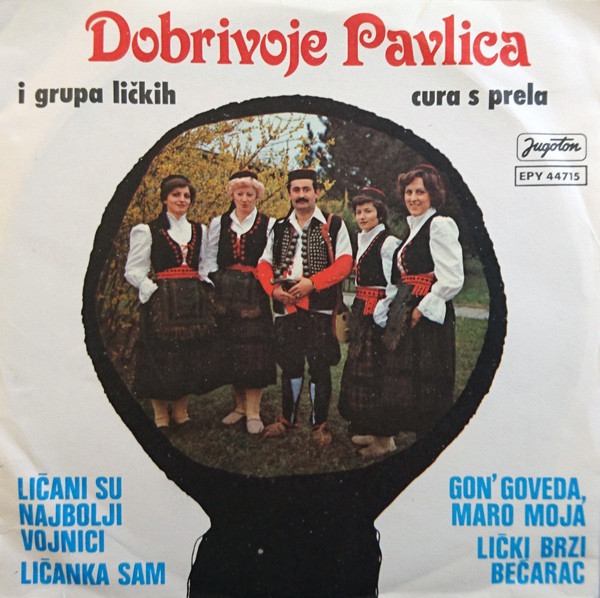 Dobrivoje Pavlica
i grupa ličkih cura s prela
Jugoton
EPY 44715
LIČANI SU
NAJBOLJI
VOJNICI
LIČANKA SAM
GON' GOVEDA,
MARO MOJA
LIČKI BRZI
BEĆARAC